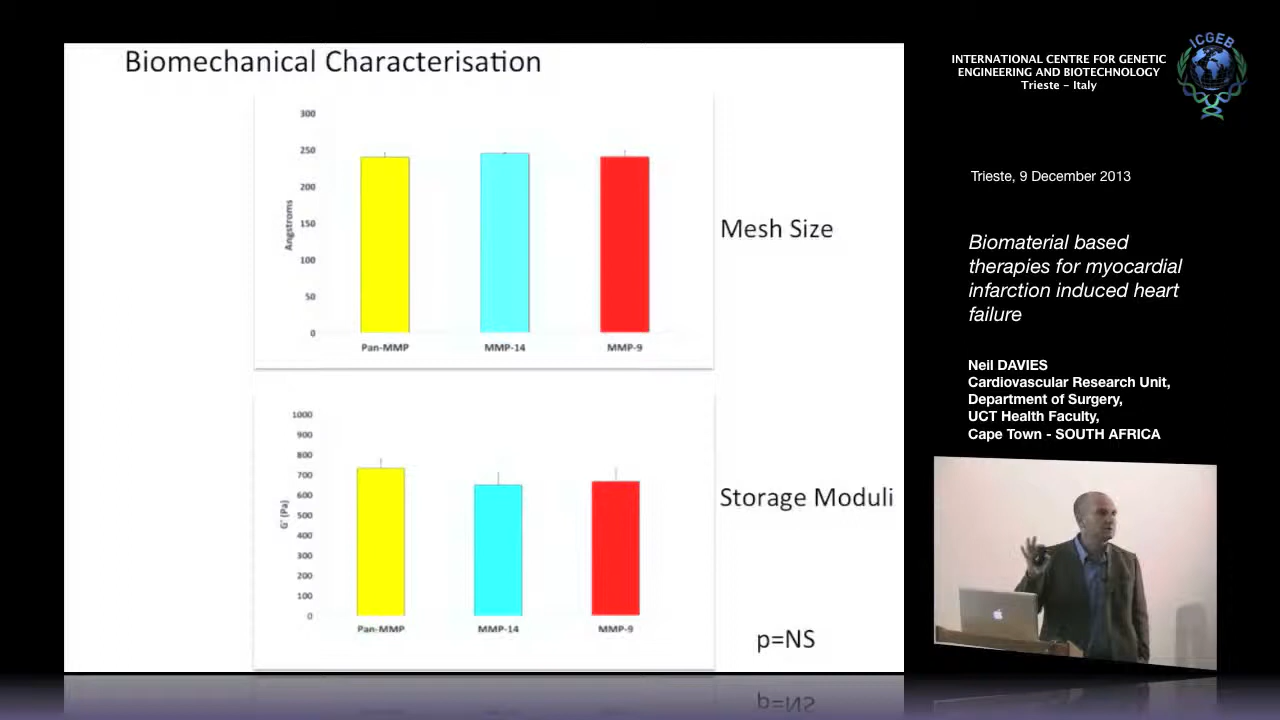 Biomechanical Characterisation
300
250
200
150
100
50
0
Angstroms
Pan-MMP
MMP-14
MMP-9
Mesh Size
1000
900
800
700
600
500
400
300
200
100
0
G' (Pa)
Pan-MMP
MMP-14
MMP-9
Storage Moduli
p=NS
ICGEB
INTERNATIONAL CENTRE FOR GENETIC
ENGINEERING AND BIOTECHNOLOGY
Trieste – Italy
Trieste, 9 December 2013
Biomaterial based
therapies for myocardial
infarction induced heart
failure
Neil DAVIES
Cardiovascular Research Unit,
Department of Surgery,
UCT Health Faculty,
Cape Town - SOUTH AFRICA